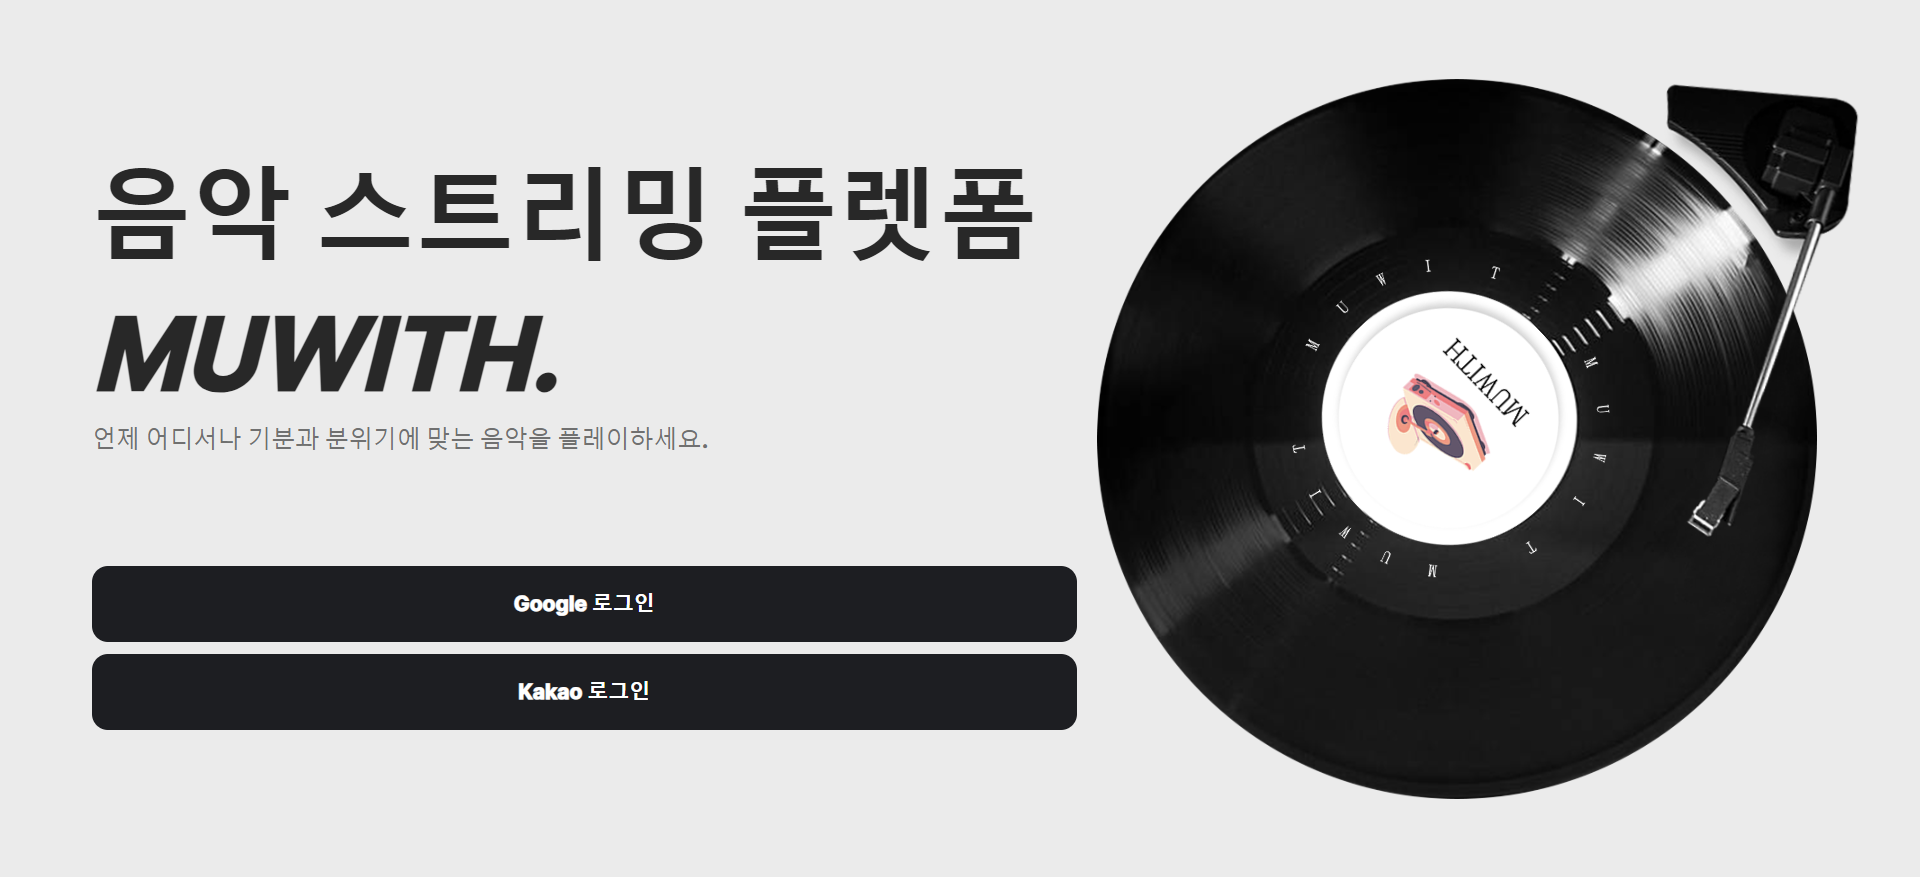 음악 스트리밍 플렛폼
MUWITH.
언제 어디서나 기분과 분위기에 맞는 음악을 플레이하세요.
Google 로그인
Kakao 로그인
M U W I T
M U W I T
M U W I T
MUWITH